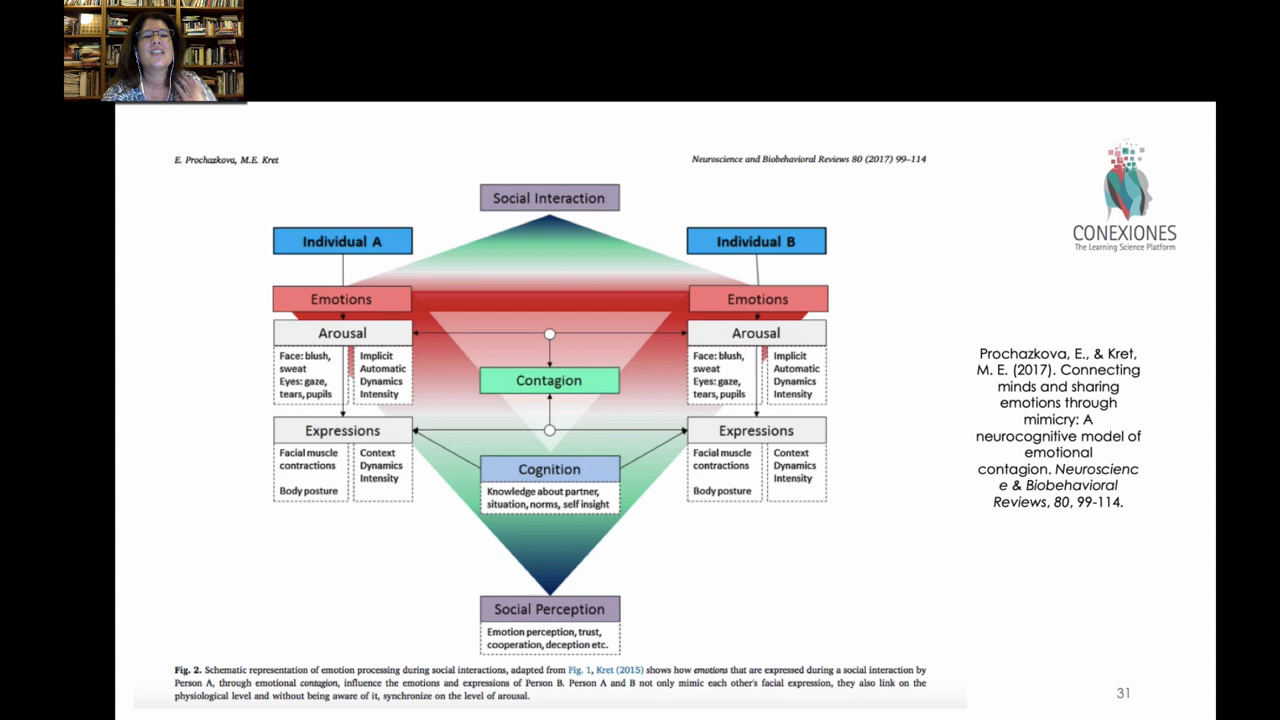 E. Prochazkova, M.E. Kret
Neuroscience and Biobehavioral Reviews 80 (2017) 99–114
CONEXIONES
The Learning Science Platform
Social Interaction
Individual A
Individual B
Emotions
Emotions
Arousal
Arousal
Face: blush,
sweat
Eyes: gaze,
tears, pupils
Implicit
Automatic
Dynamics
Intensity
Contagion
Face: blush,
sweat
Eyes: gaze,
tears, pupils
Implicit
Automatic
Dynamics
Intensity
Expressions
Expressions
Facial muscle
contractions
Body posture
Context
Dynamics
Intensity
Cognition
Knowledge about partner,
situation, norms, self insight
Facial muscle
contractions
Body posture
Context
Dynamics
Intensity
Social Perception
Emotion perception, trust,
cooperation, deception etc.
Prochazkova, E., & Kret,
M. E. (2017). Connecting
minds and sharing
emotions through
mimicry: A
neurocognitive model of
emotional
contagion. Neuroscienc
e & Biobehavioral
Reviews, 80, 99-114.
Fig. 2. Schematic representation of emotion processing during social interactions, adapted from Fig. 1, Kret (2015) shows how emotions that are expressed during a social interaction by
Person A, through emotional contagion, influence the emotions and expressions of Person B. Person A and B not only mimic each other's facial expression, they also link on the
physiological level and without being aware of it, synchronize on the level of arousal.
31